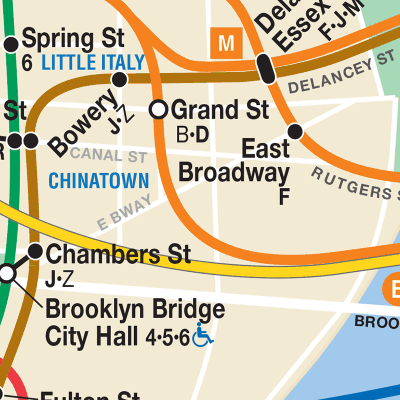 Spring St
6 LITTLE ITALY
M
Essex
F•J•M
DELANCEY ST
Bowery
J•Z
Grand St
B•D
St
CANAL ST
CHINATOWN
East
Broadway
F
RUTGERS S
E BWAY
Chambers St
J•Z
Brooklyn Bridge
City Hall 4•5•6
BROO
Fulton St